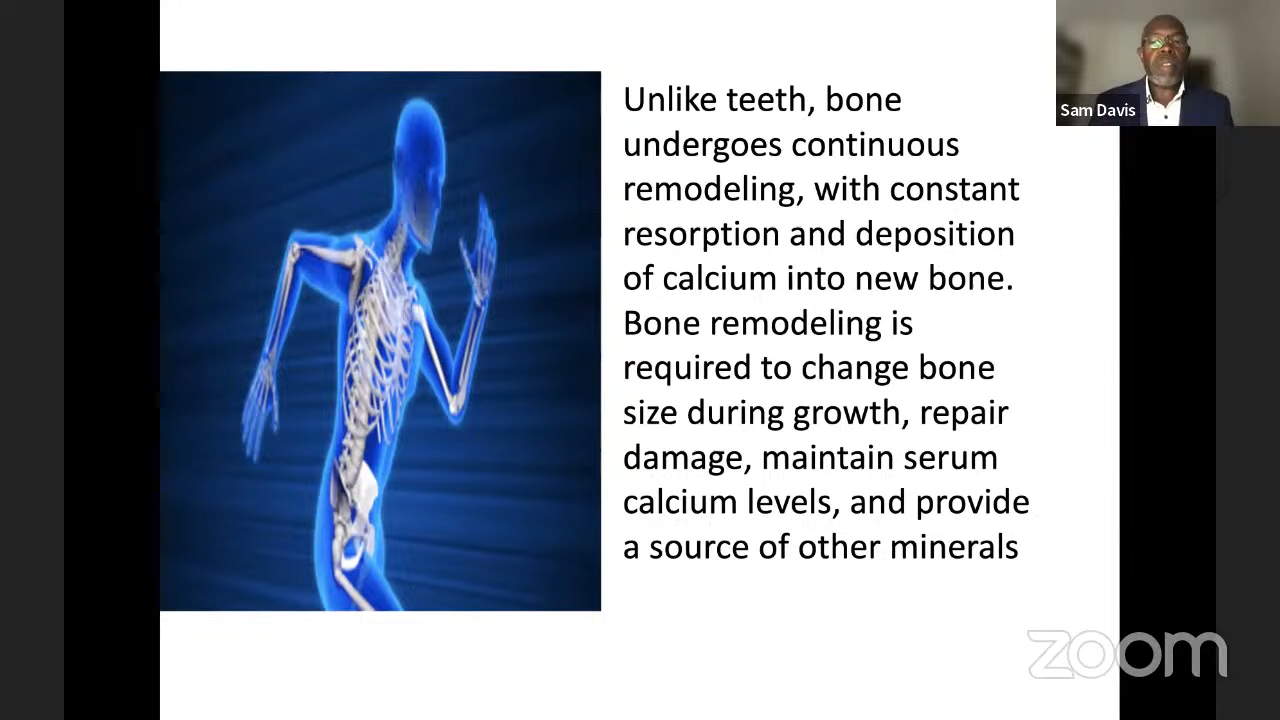 Unlike teeth, bone
undergoes continuous
remodeling, with constant
resorption and deposition
of calcium into new bone.
Bone remodeling is
required to change bone
size during growth, repair
damage, maintain serum
calcium levels, and provide
a source of other minerals
Sam Davis
zoom